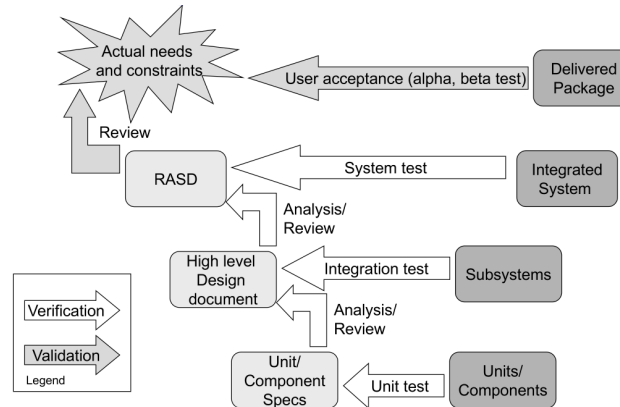 Actual needs
and constraints
User acceptance (alpha, beta test)
Delivered
Package
Review
RASD
System test
Integrated
System
Analysis/
Review
High level
Design
document
Integration test
Subsystems
Analysis/
Review
Verification
Validation
Legend
Unit/
Component
Specs
Unit test
Units/
Components